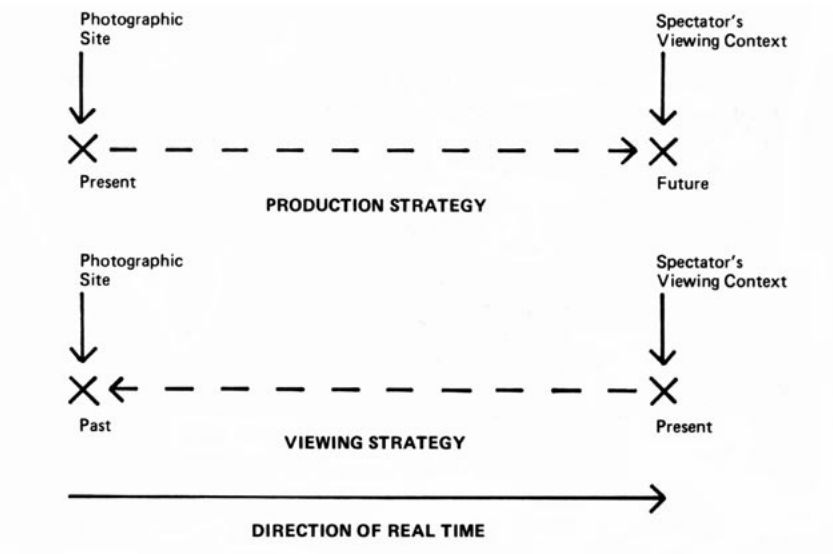 Photographic
Site
Spectator's
Viewing Context
Present
Future
PRODUCTION STRATEGY
Photographic
Site
Spectator's
Viewing Context
Past
Present
VIEWING STRATEGY
DIRECTION OF REAL TIME